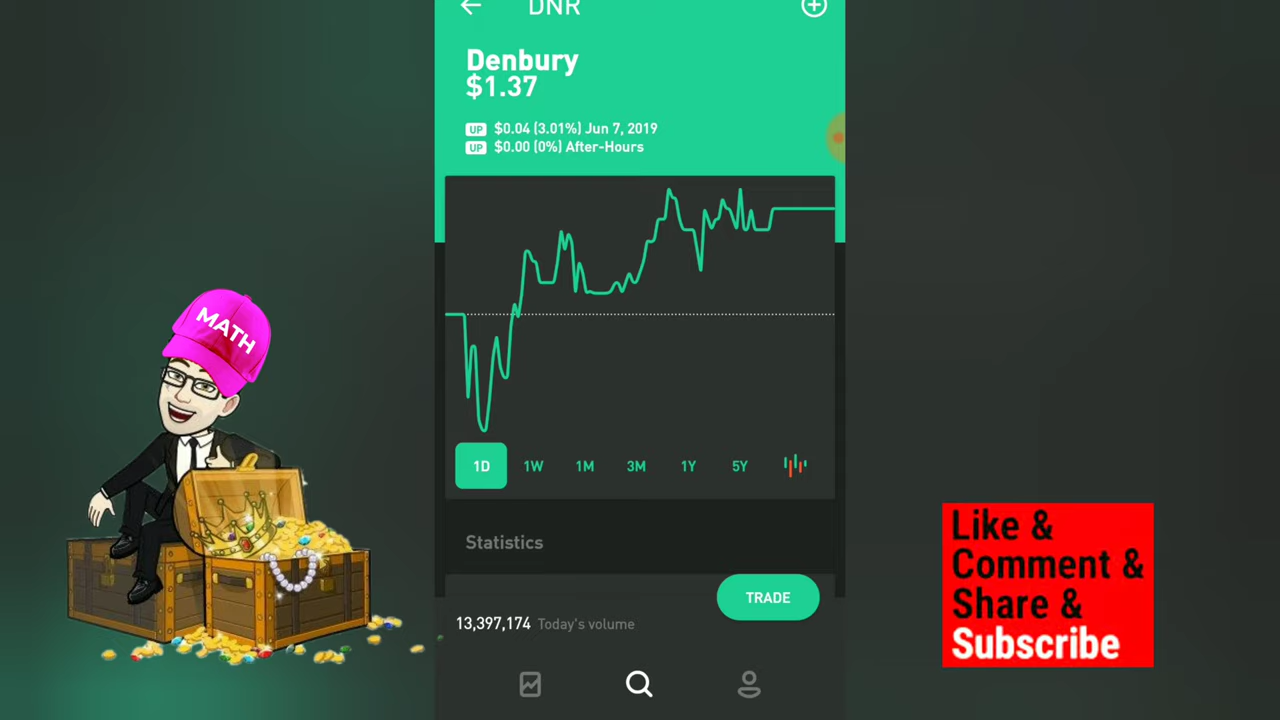 DNR
Denbury
$1.37
UP $0.04 (3.01%) Jun 7, 2019
UP $0.00 (0%) After-Hours
1D 1W 1M 3M 1Y 5Y
Statistics
TRADE
13,397,174 Today's volume
MATH
Like &
Comment &
Share &
Subscribe